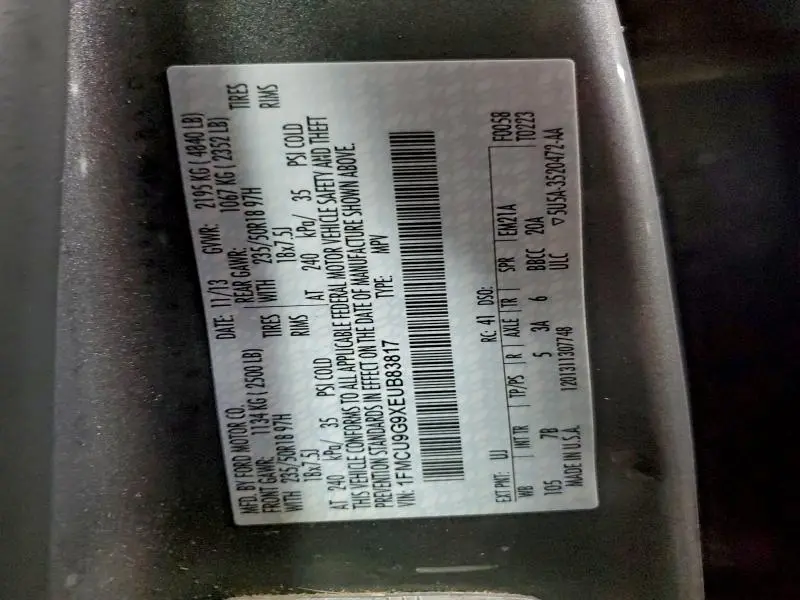 MFD. BY FORD MOTOR CO.
DATE: 11/13 GVWR: 2195 KG ( 4840 LB)
FRONT GAWR: 1134 KG ( 2500 LB) REAR GAWR: 1067 KG ( 2352 LB)
WITH 235/50R18 97H TIRES WITH 235/50R18 97H TIRES
18x7.5J RIMS 18x7.5J RIMS
AT 240 kPa/ 35 PSI COLD AT 240 kPa/ 35 PSI COLD
THIS VEHICLE CONFORMS TO ALL APPLICABLE FEDERAL MOTOR VEHICLE SAFETY AND THEFT
PREVENTION STANDARDS IN EFFECT ON THE DATE OF MANUFACTURE SHOWN ABOVE.
VIN: 1FMCU9G9XEUB83817 TYPE: MPV
EXT PNT: UJ RC: 41 DSO: F0058
WB INT TR TP/PS R AXLE TR SPR EM21A T0223
105 7B 5 3A 6 BBCC 20A
MADE IN U.S.A. 1201311307748 ULC ▽5U5A-3520472-AA